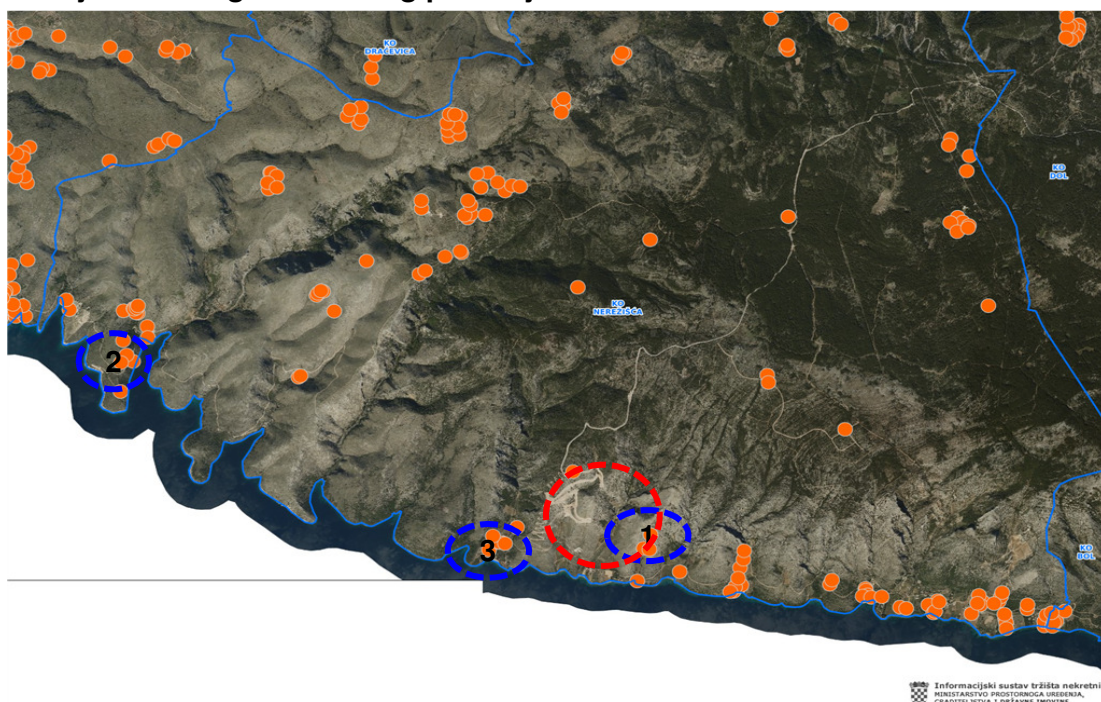 KO
DRAČEVICA
KO
DOL
KO
NEREŽIŠĆA
2
1
3
KO
BOL
Informacijski sustav tržišta nekretni
MINISTARSTVO PROSTORNOGA UREĐENJA,
GRADITELJSTVA I DRŽAVNE IMOVINE